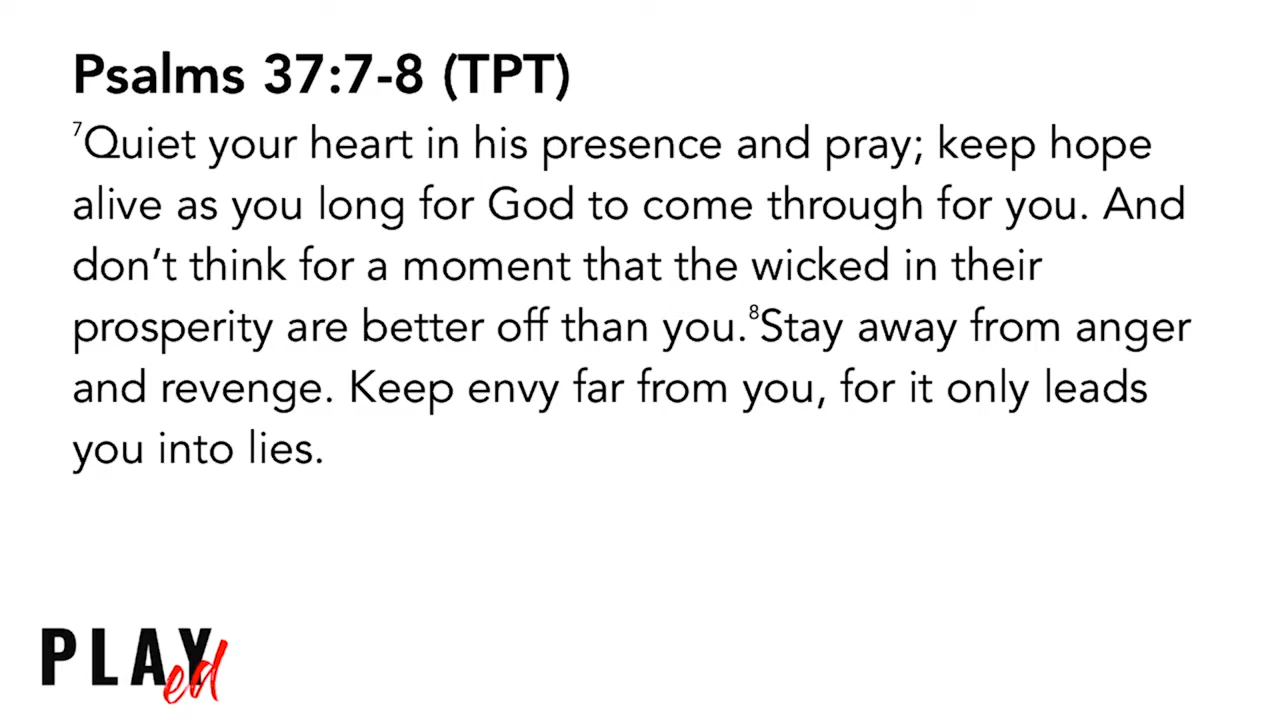 Psalms 37:7-8 (TPT)
⁷Quiet your heart in his presence and pray; keep hope
alive as you long for God to come through for you. And
don’t think for a moment that the wicked in their
prosperity are better off than you.⁸Stay away from anger
and revenge. Keep envy far from you, for it only leads
you into lies.
PLAYed